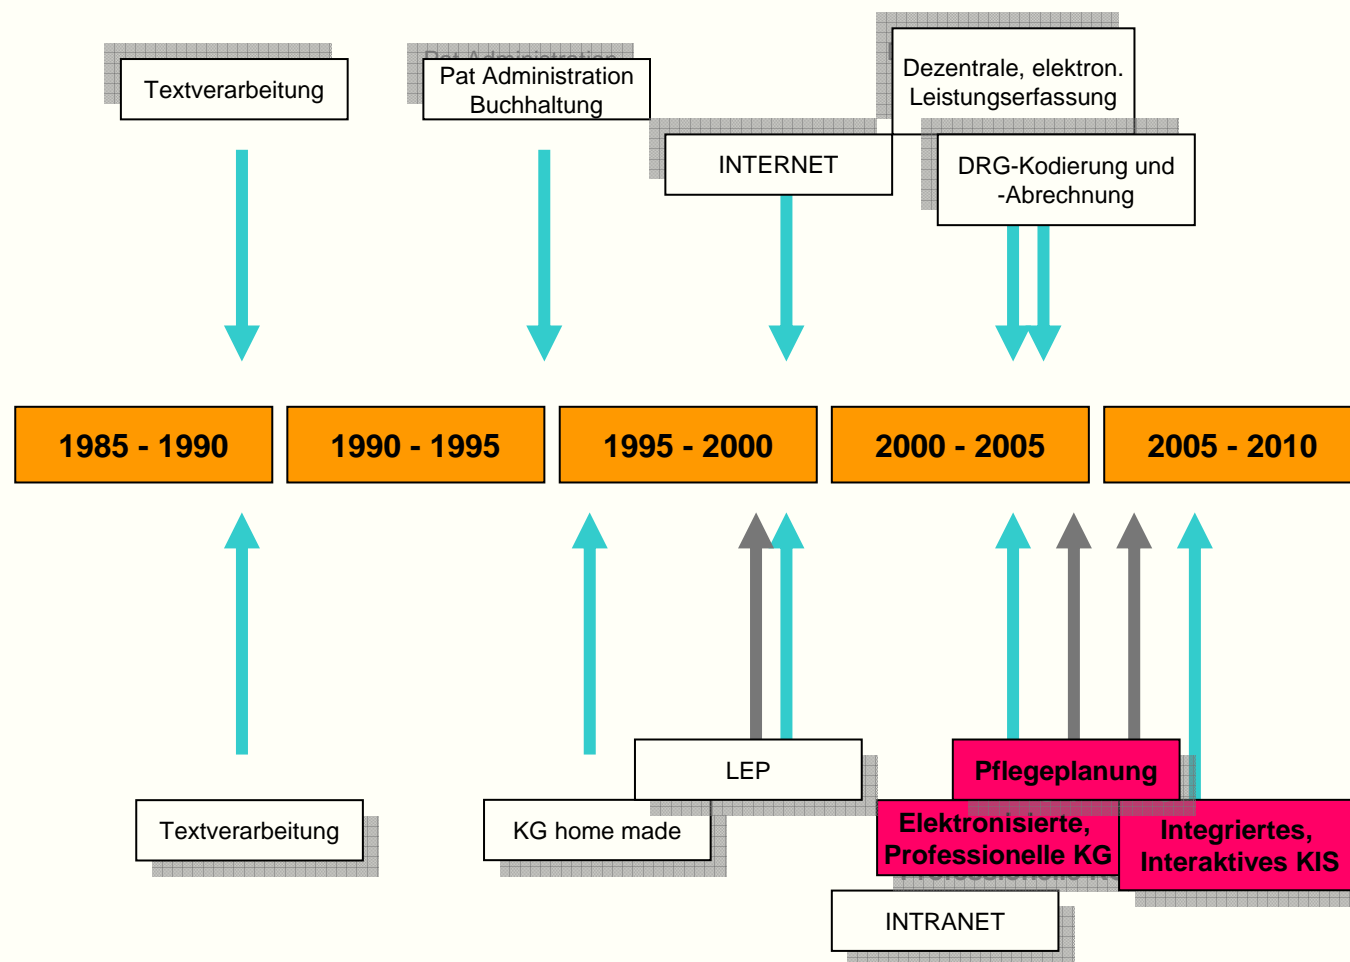 Textverarbeitung
Pat Administration
Buchhaltung
Dezentrale, elektron.
Leistungserfassung
INTERNET
DRG-Kodierung und
-Abrechnung
1985 - 1990
1990 - 1995
1995 - 2000
2000 - 2005
2005 - 2010
LEP
Pflegeplanung
Textverarbeitung
KG home made
Elektronisierte,
Professionelle KG
Integriertes,
Interaktives KIS
INTRANET